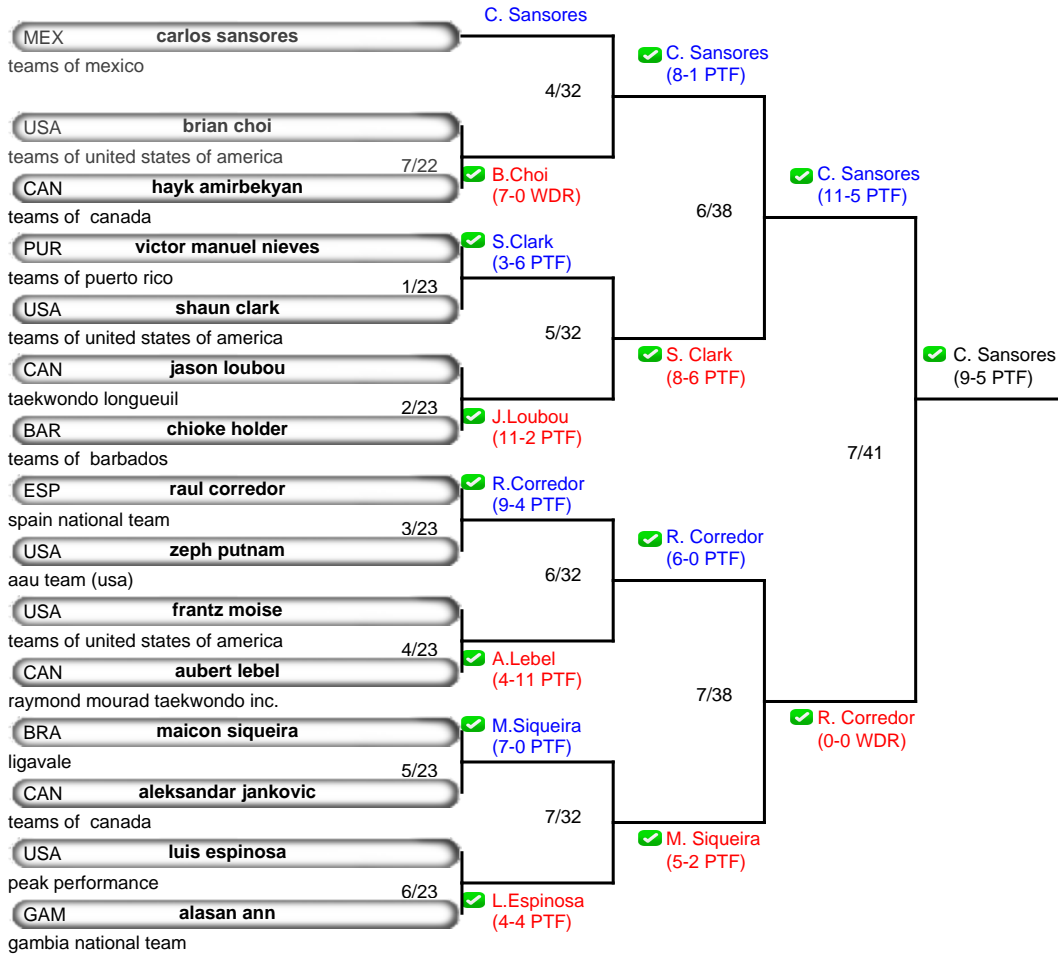 MEX carlos sansores
teams of mexico
USA brian choi
teams of united states of america
CAN hayk amirbekyan
teams of  canada
PUR victor manuel nieves
teams of puerto rico
USA shaun clark
teams of united states of america
CAN jason loubou
taekwondo longueuil
BAR chioke holder
teams of  barbados
ESP raul corredor
spain national team
USA zeph putnam
aau team (usa)
USA frantz moise
teams of united states of america
CAN aubert lebel
raymond mourad taekwondo inc.
BRA maicon siqueira
ligavale
CAN aleksandar jankovic
teams of  canada
USA luis espinosa
peak performance
GAM alasan ann
gambia national team
7/22
1/23
2/23
3/23
4/23
5/23
6/23
C. Sansores
B.Choi
(7-0 WDR)
S.Clark
(3-6 PTF)
J.Loubou
(11-2 PTF)
R.Corredor
(9-4 PTF)
A.Lebel
(4-11 PTF)
M.Siqueira
(7-0 PTF)
L.Espinosa
(4-4 PTF)
4/32
5/32
6/32
7/32
C. Sansores
(8-1 PTF)
S. Clark
(8-6 PTF)
R. Corredor
(6-0 PTF)
M. Siqueira
(5-2 PTF)
6/38
7/38
C. Sansores
(11-5 PTF)
R. Corredor
(0-0 WDR)
7/41
C. Sansores
(9-5 PTF)